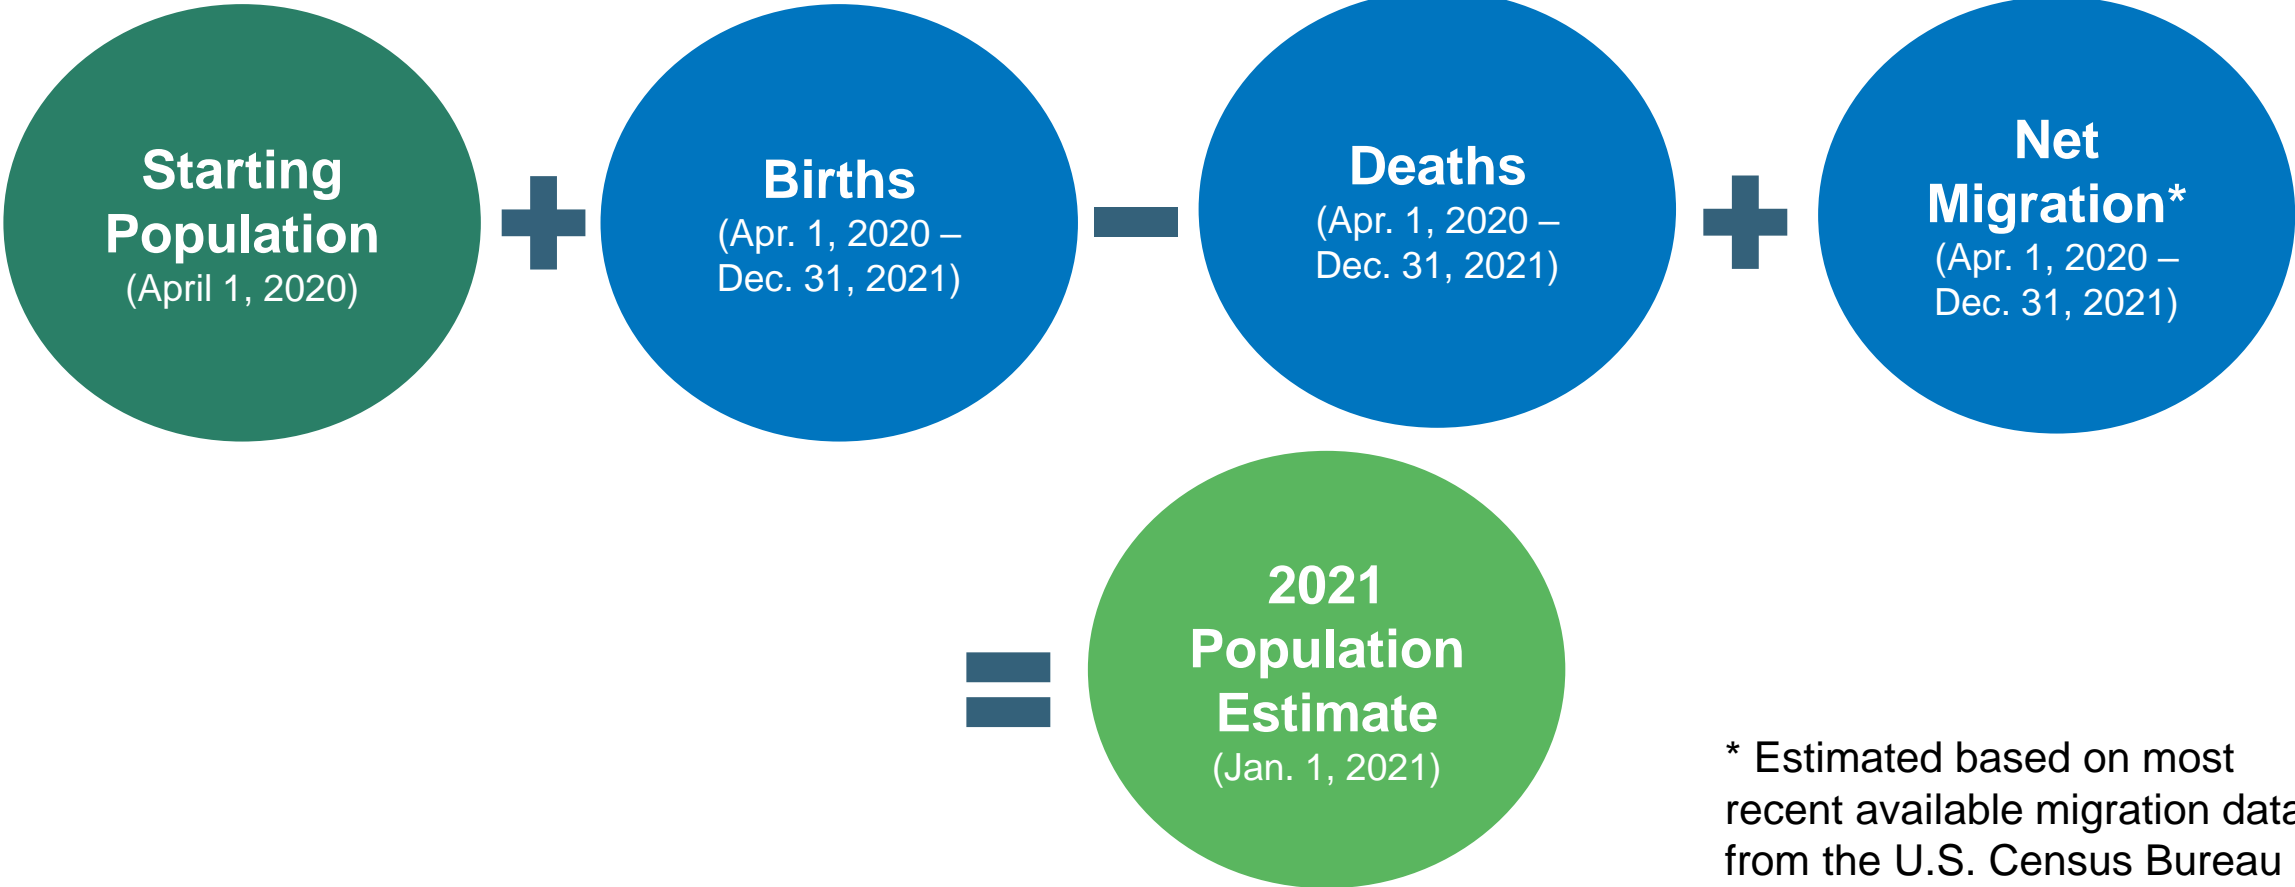 Starting
Population
(April 1, 2020)
Births
(Apr. 1, 2020 –
Dec. 31, 2021)
Deaths
(Apr. 1, 2020 –
Dec. 31, 2021)
Net
Migration*
(Apr. 1, 2020 –
Dec. 31, 2021)
2021
Population
Estimate
(Jan. 1, 2021)
* Estimated based on most
recent available migration data
from the U.S. Census Bureau